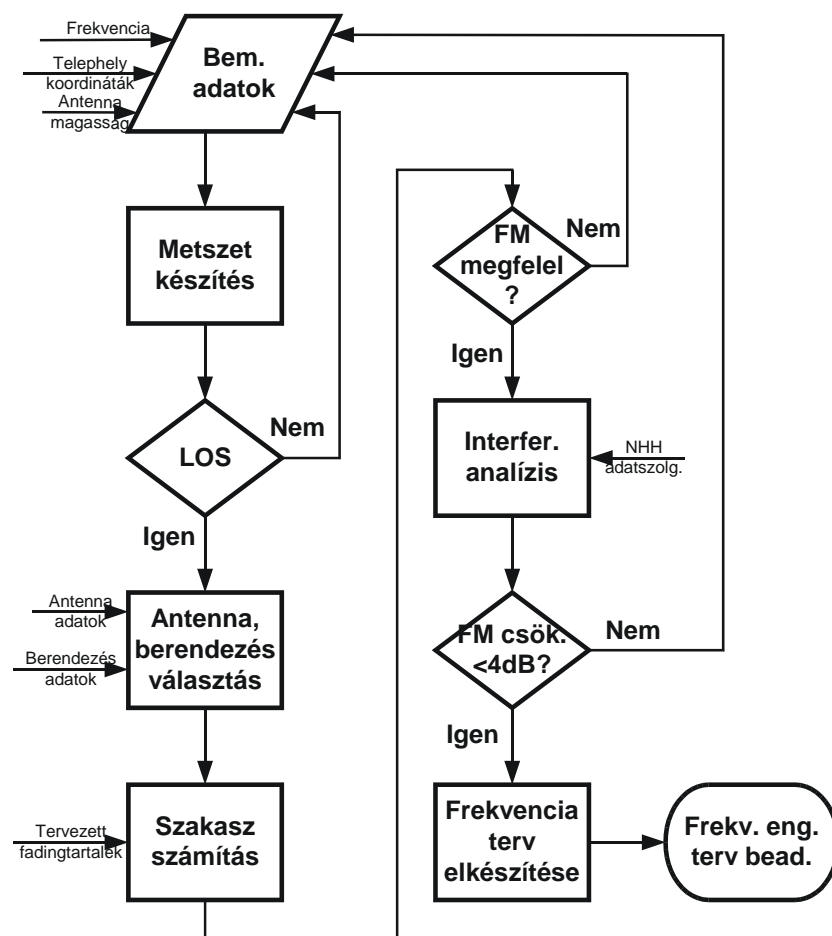 Frekvencia
Telephely
koordináták
Antenna
magasság
Bem.
adatok
Metszet
készítés
LOS
Nem
Igen
Antenna
adatok
Berendezés
adatok
Antenna,
berendezés
választás
Tervezett
fadingtartalék
Szakasz
számítás
FM
megfelel
?
Nem
Igen
Interfer.
analízis
NHH
adatszolg.
FM csök.
<4dB?
Nem
Igen
Frekvencia
terv
elkészítése
Frekv. eng.
terv bead.